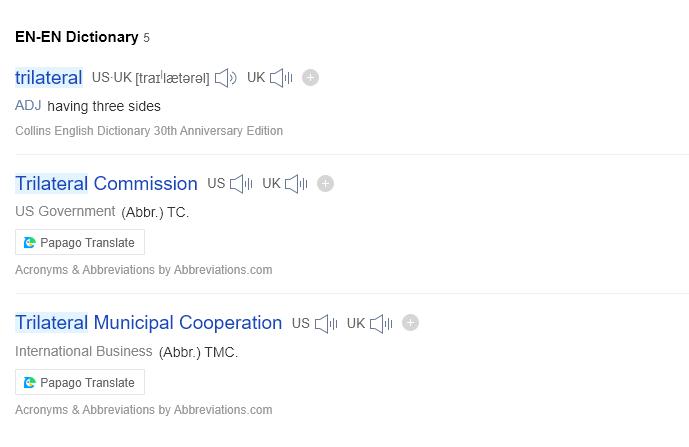 EN-EN Dictionary 5
trilateral US·UK [traɪˈlætərəl] UK
ADJ having three sides
Collins English Dictionary 30th Anniversary Edition
Trilateral Commission US UK
US Government (Abbr.) TC.
Papago Translate
Acronyms & Abbreviations by Abbreviations.com
Trilateral Municipal Cooperation US UK
International Business (Abbr.) TMC.
Papago Translate
Acronyms & Abbreviations by Abbreviations.com